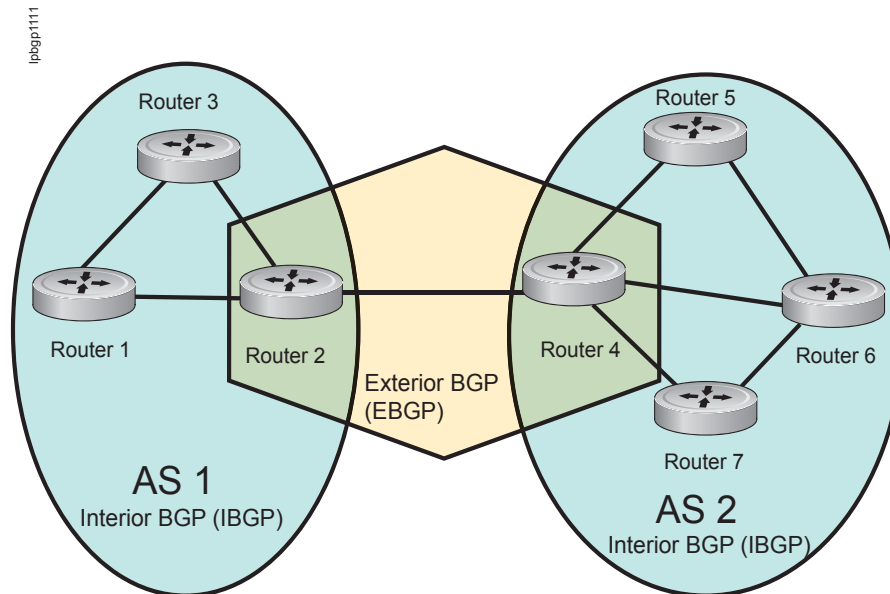 lpbgp1111
Router 3
Router 5
Router 1
Router 2
Router 4
Router 6
Exterior BGP
(EBGP)
Router 7
AS 1
Interior BGP (IBGP)
AS 2
Interior BGP (IBGP)